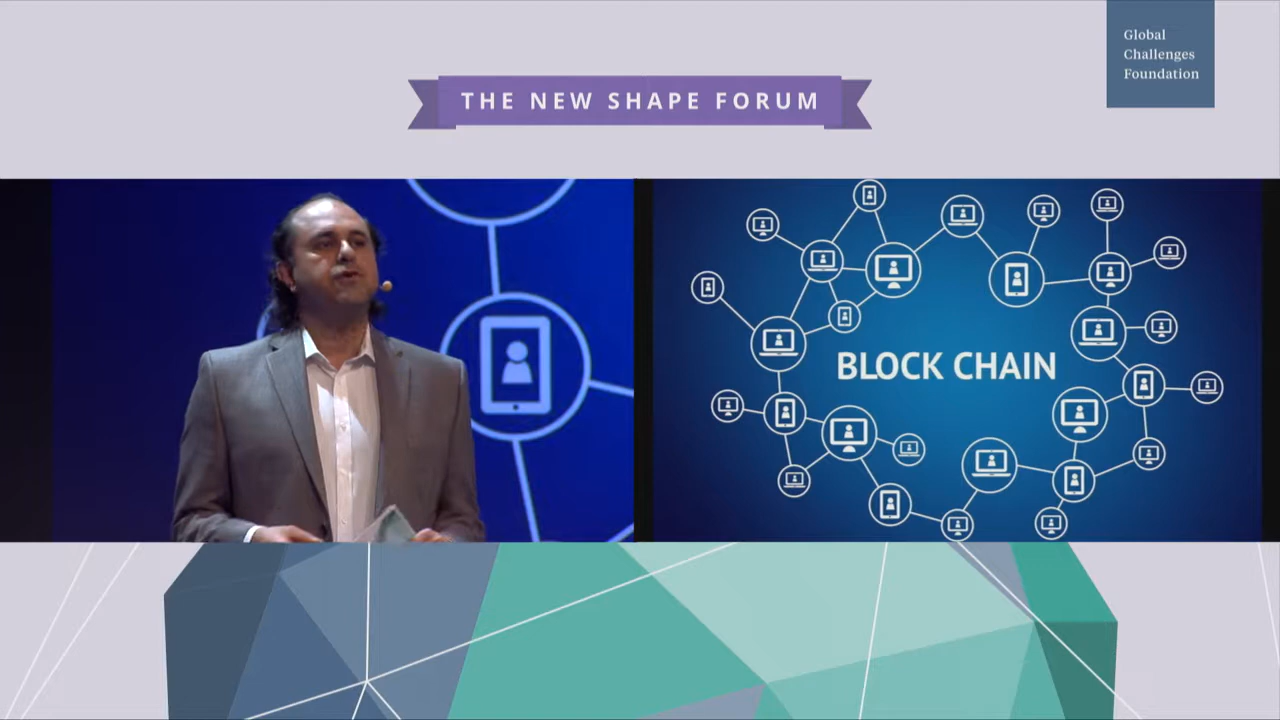 Global
Challenges
Foundation
THE NEW SHAPE FORUM
BLOCK CHAIN